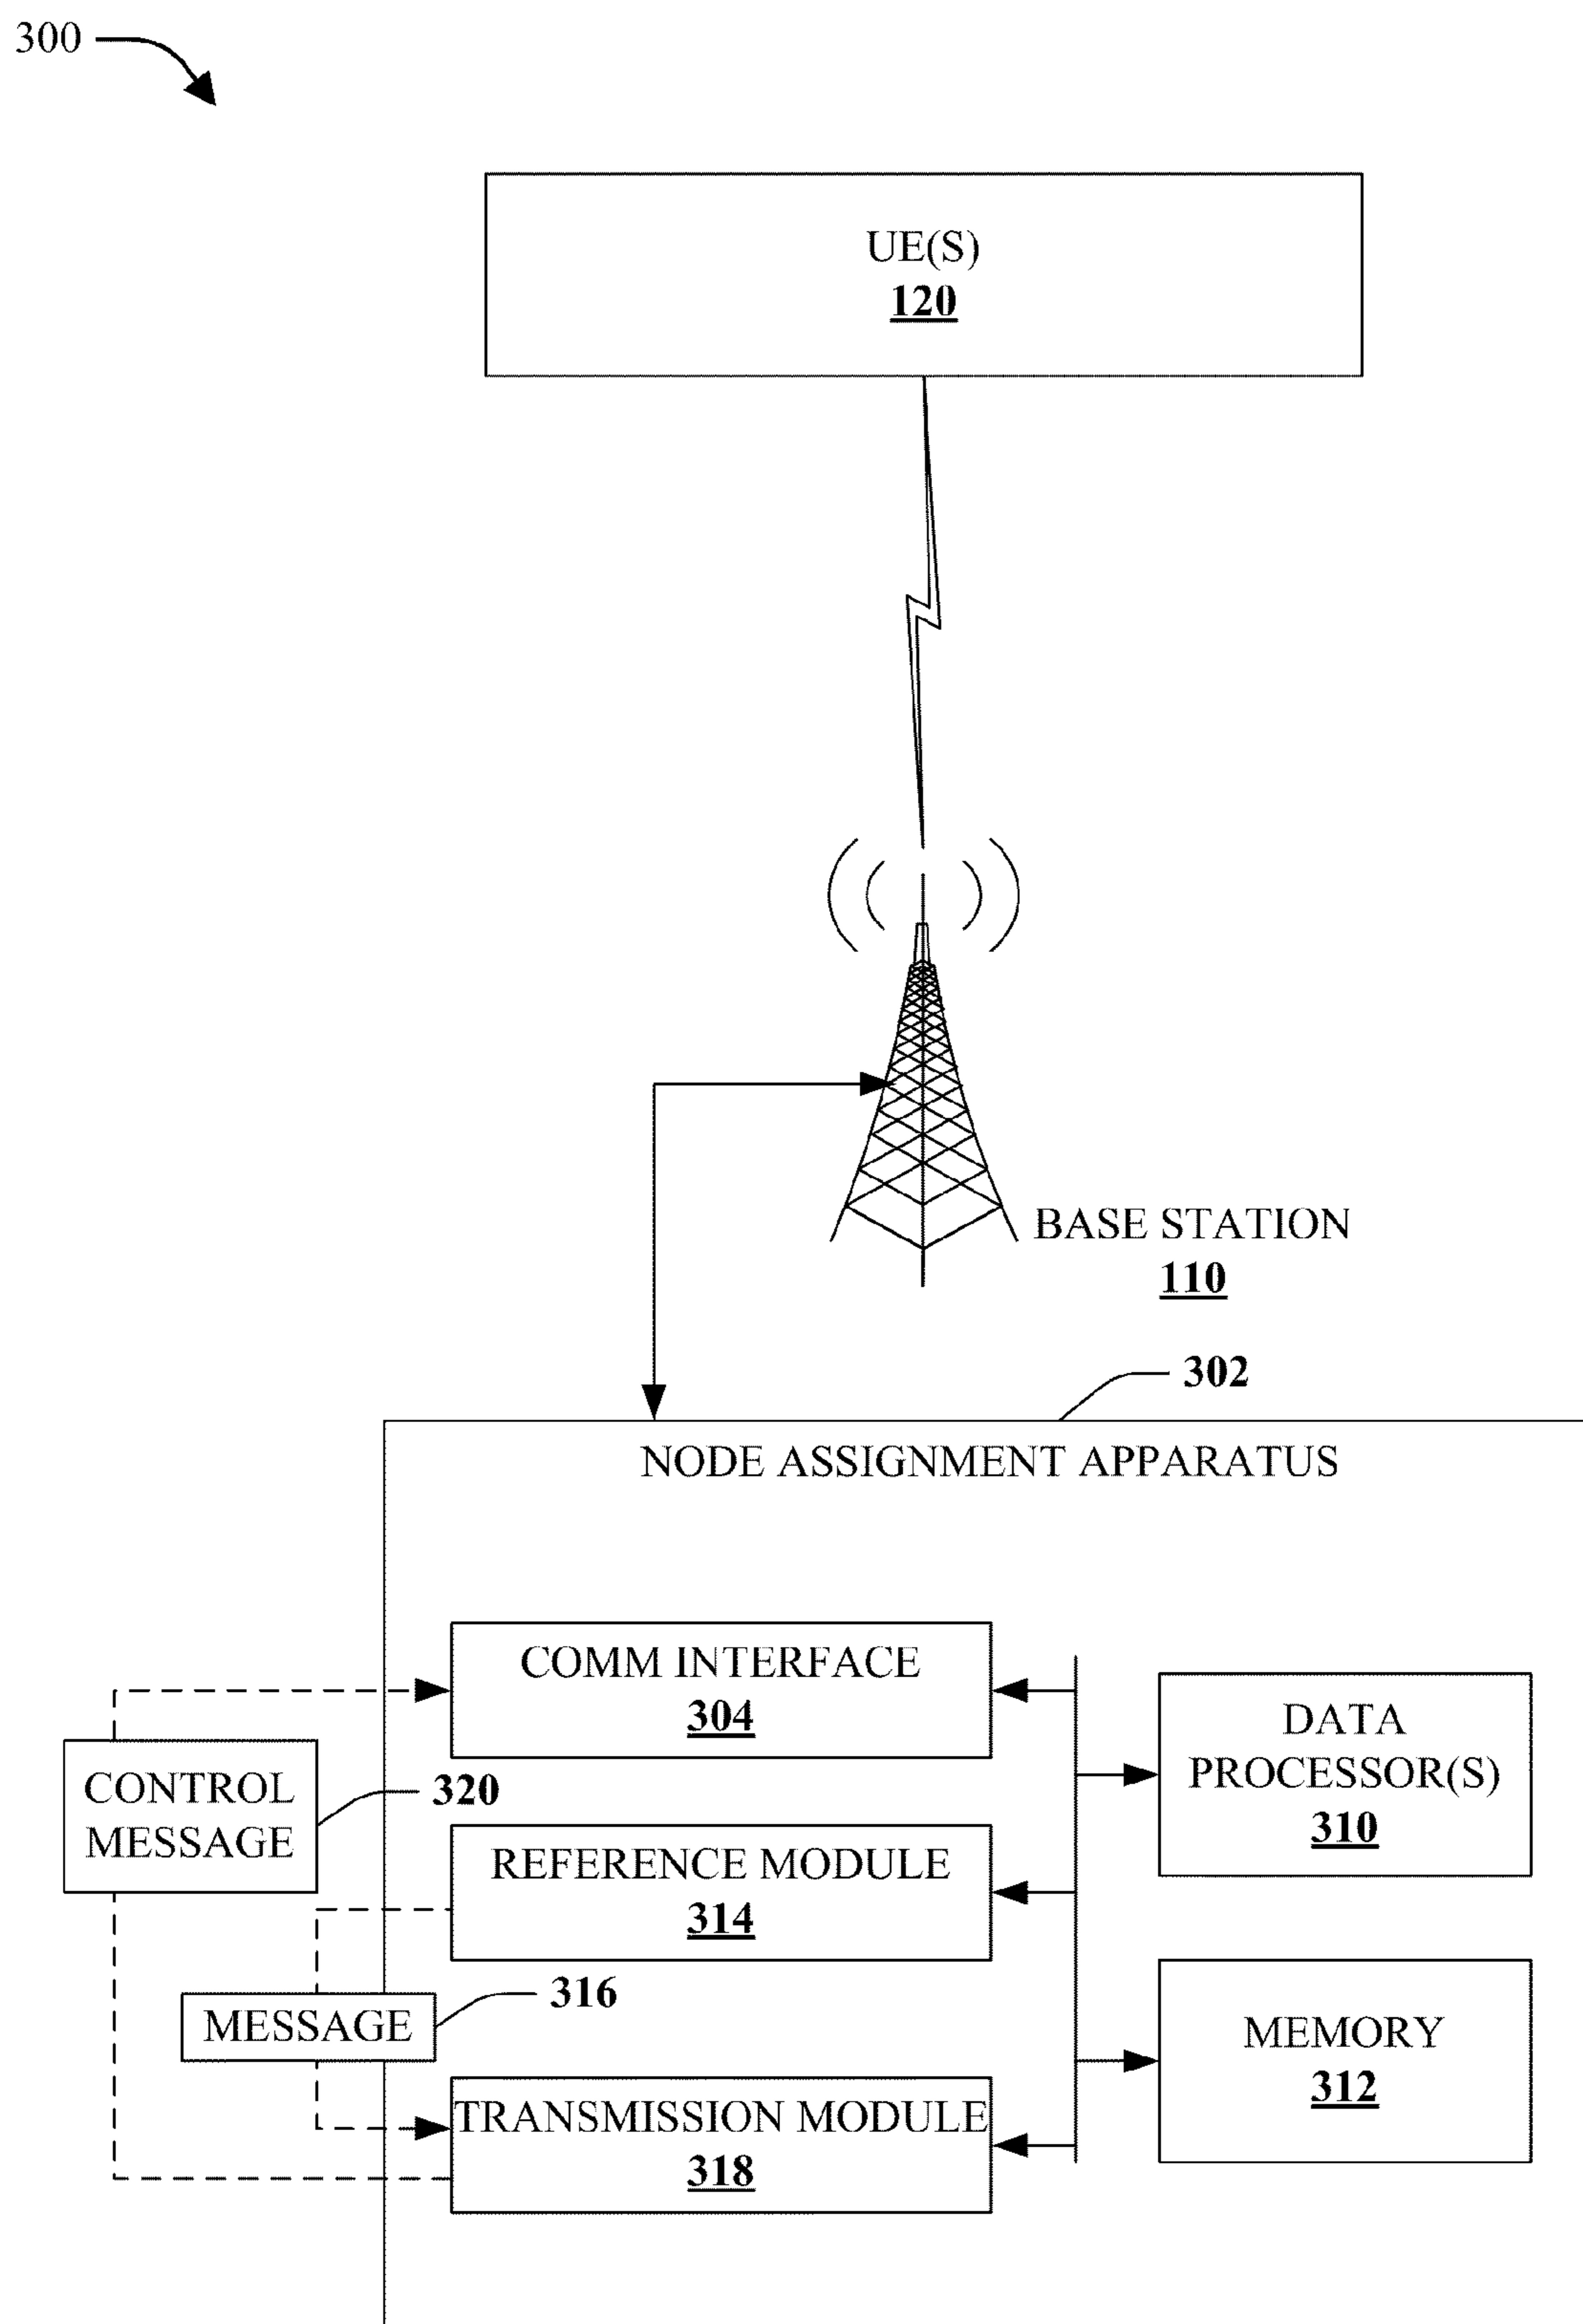 300
UE(S)
120
BASE STATION
110
302
NODE ASSIGNMENT APPARATUS
COMM INTERFACE
304
DATA
PROCESSOR(S)
310
CONTROL
MESSAGE
320
REFERENCE MODULE
314
316
MESSAGE
MEMORY
312
TRANSMISSION MODULE
318